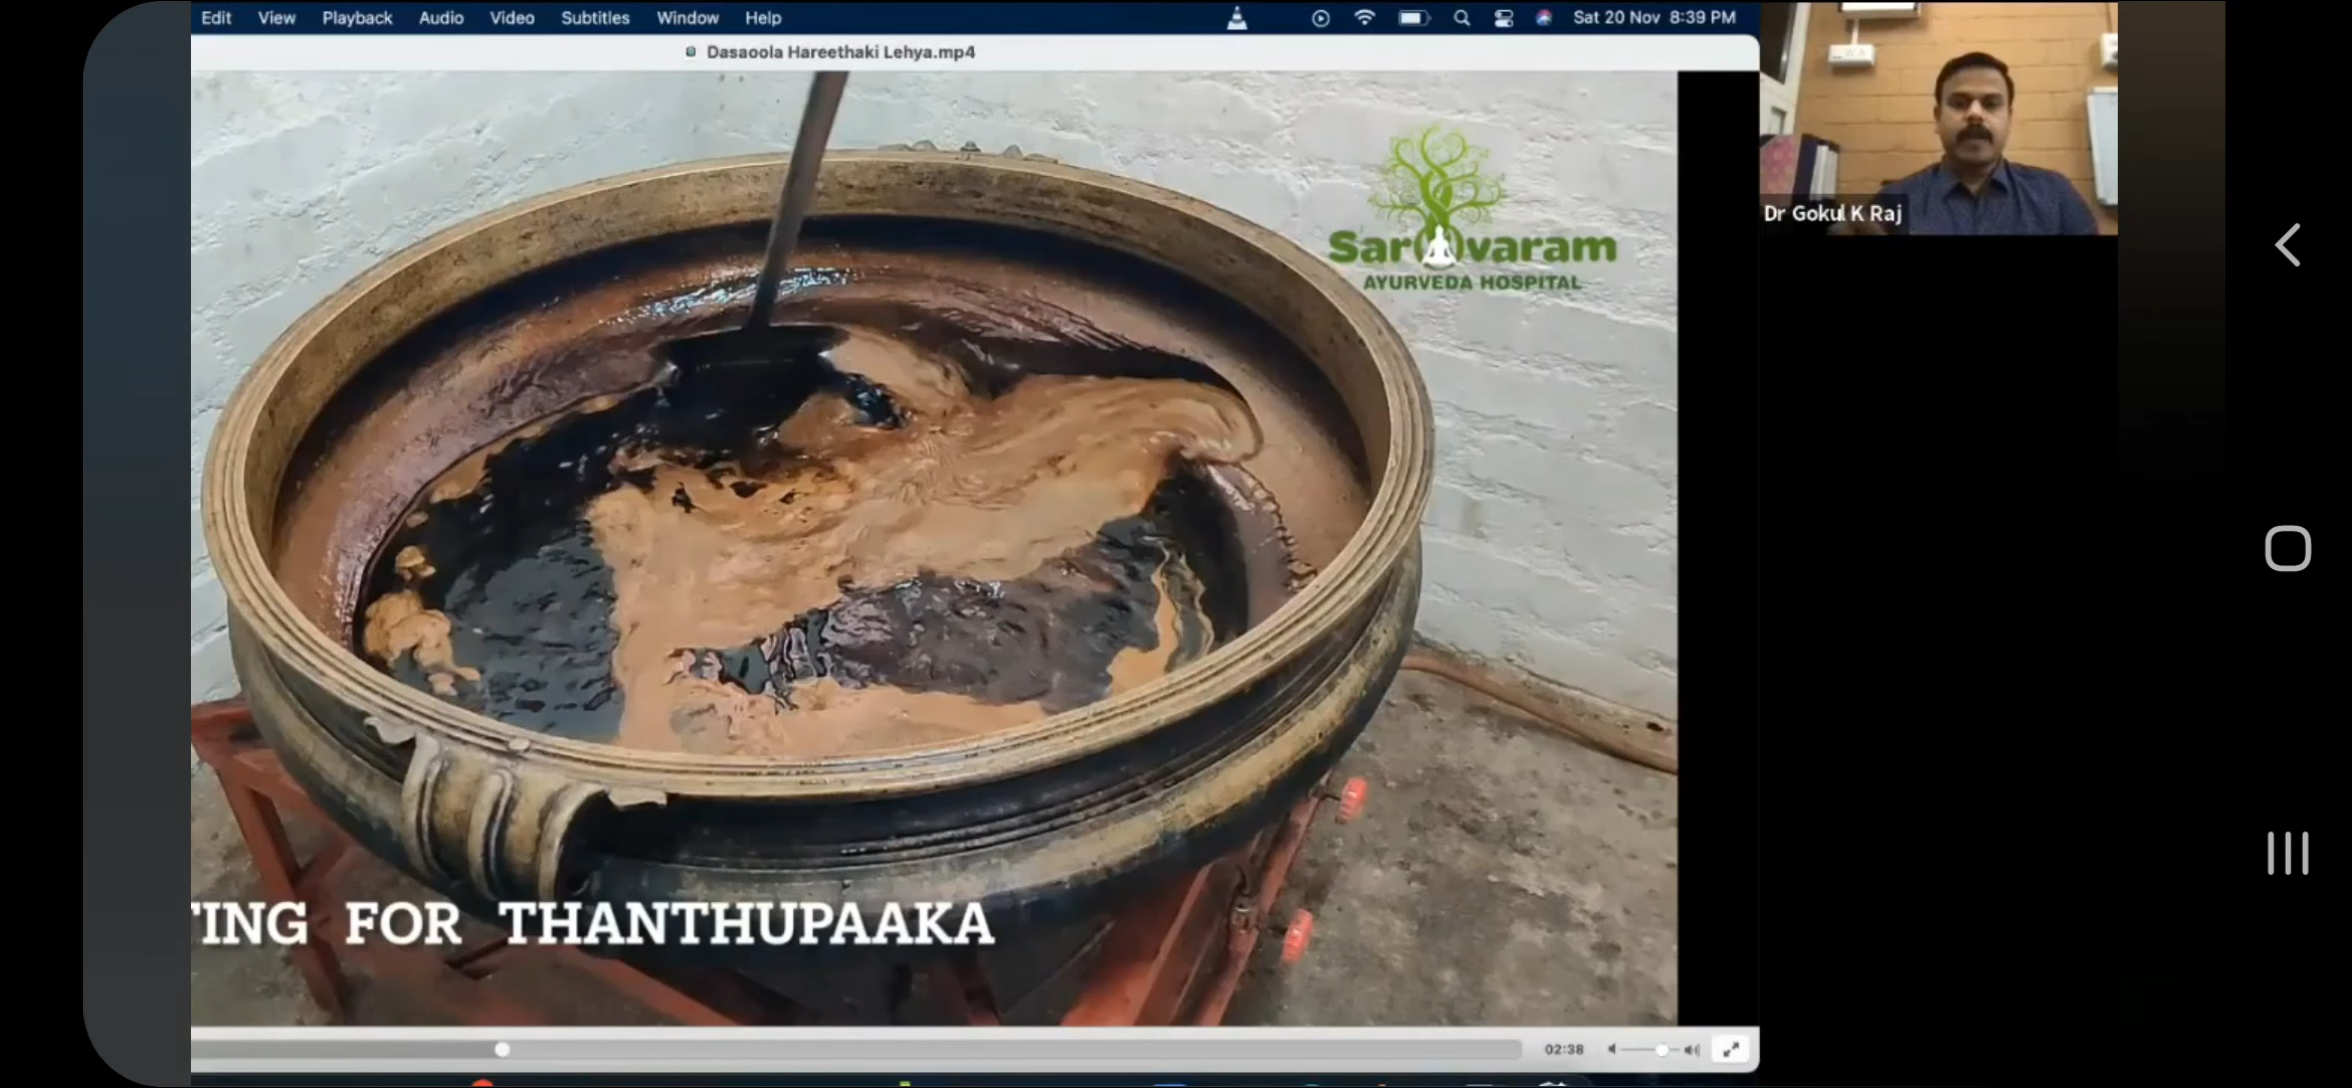 Edit View Playback Audio Video Subtitles Window Help Sat 20 Nov 8:39 PM
Dasaoola Hareethaki Lehya.mp4
Sarovaram
AYURVEDA HOSPITAL
Dr Gokul K Raj
TING FOR THANTHUPAAKA
02:38